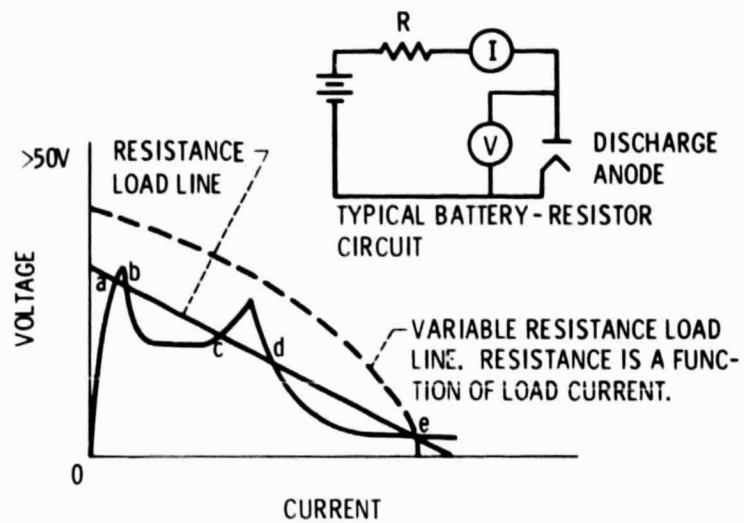 R
I
V
DISCHARGE
ANODE
TYPICAL BATTERY-RESISTOR
CIRCUIT
>50V
RESISTANCE
LOAD LINE
VOLTAGE
a
b
c
d
e
VARIABLE RESISTANCE LOAD
LINE. RESISTANCE IS A FUNC-
TION OF LOAD CURRENT.
0
CURRENT